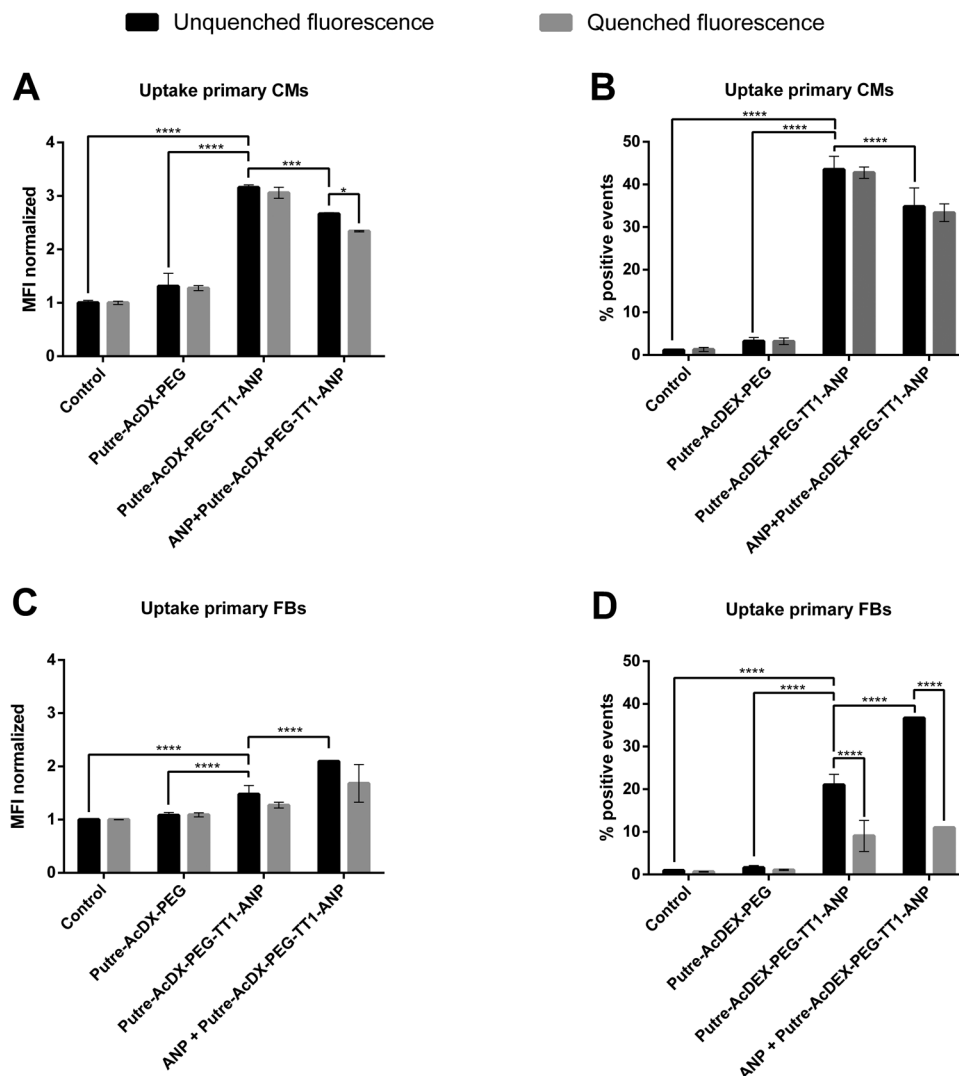 Unquenched fluorescence
Quenched fluorescence
A
Uptake primary CMs
MFI normalized
4
3
2
1
0
****
****
***
*
Control
Putre-AcDX-PEG
Putre-AcDX-PEG-TT1-ANP
ANP+Putre-AcDX-PEG-TT1-ANP
B
Uptake primary CMs
% positive events
50
40
30
20
10
0
****
****
****
Control
Putre-AcDEX-PEG
Putre-AcDEX-PEG-TT1-ANP
ANP+Putre-AcDEX-PEG-TT1-ANP
C
Uptake primary FBs
MFI normalized
4
3
2
1
0
****
****
****
Control
Putre-AcDX-PEG
Putre-AcDX-PEG-TT1-ANP
ANP + Putre-AcDX-PEG-TT1-ANP
D
Uptake primary FBs
% positive events
50
40
30
20
10
0
****
****
****
****
****
Control
Putre-AcDEX-PEG
Putre-AcDEX-PEG-TT1-ANP
ANP + Putre-AcDEX-PEG-TT1-ANP